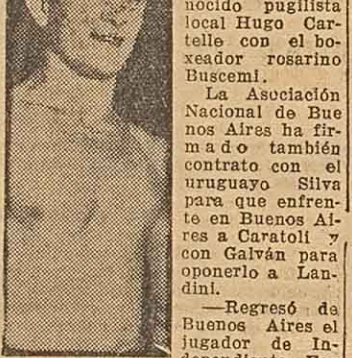 nocido pugilista
local Hugo Car-
telle con el bo-
xeador rosarino
Buscemi.
La Asociación
Nacional de Bue
nos Aires ha fir-
mado también
contrato con el
uruguayo Silva
para que enfren-
te en Buenos Ai-
res a Caratoli y
con Galván para
oponerlo a Lan-
dini.
—Regresó de
Buenos Aires el
jugador de In-